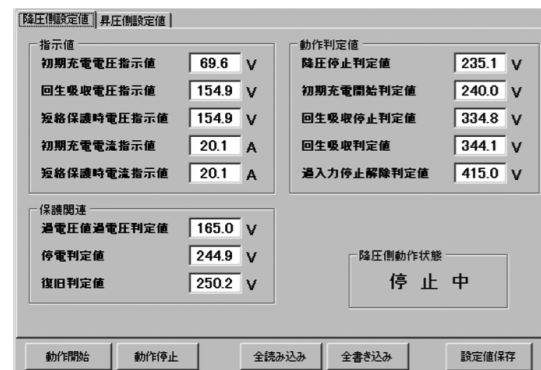 降圧側設定値 昇圧側設定値
指示値
初期充電電圧指示値 69.6 V
回生吸収電圧指示値 154.9 V
短絡保護時電圧指示値 154.9 V
初期充電電流指示値 20.1 A
短絡保護時電流指示値 20.1 A
動作判定値
降圧停止判定値 235.1 V
初期充電開始判定値 240.0 V
回生吸収停止判定値 334.8 V
回生吸収判定値 344.1 V
過入力停止解除判定値 415.0 V
保護関連
過電圧値過電圧判定値 165.0 V
停電判定値 244.9 V
復旧判定値 250.2 V
降圧側動作状態
停止中
動作開始 動作停止 全読み込み 全書き込み 設定値保存